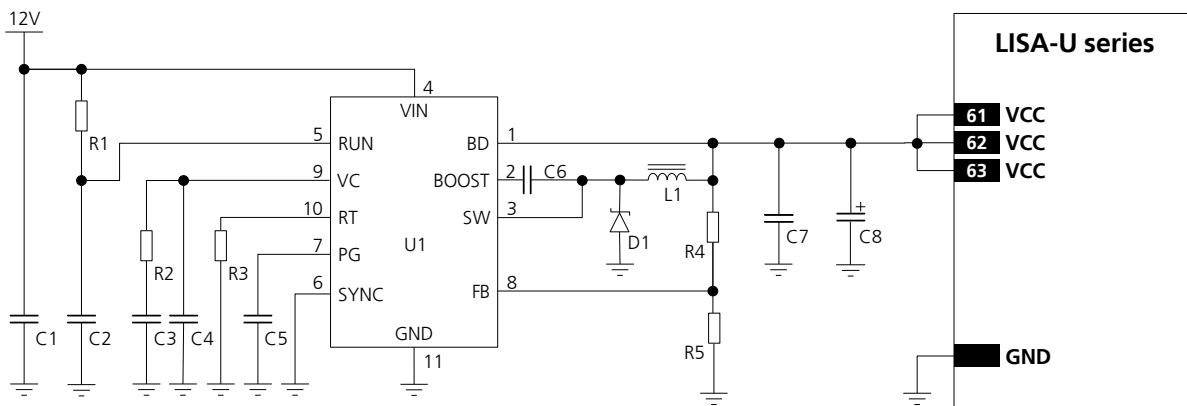 12V
LISA-U series
4
VIN
R1
5 RUN
BD 1
61 VCC
62 VCC
63 VCC
9 VC
BOOST 2
C6
L1
10 RT
SW 3
U1
D1
C7
C8
R2
R3
R4
7 PG
6 SYNC
FB 8
C1
C2
C3
C4
C5
GND
11
R5
GND